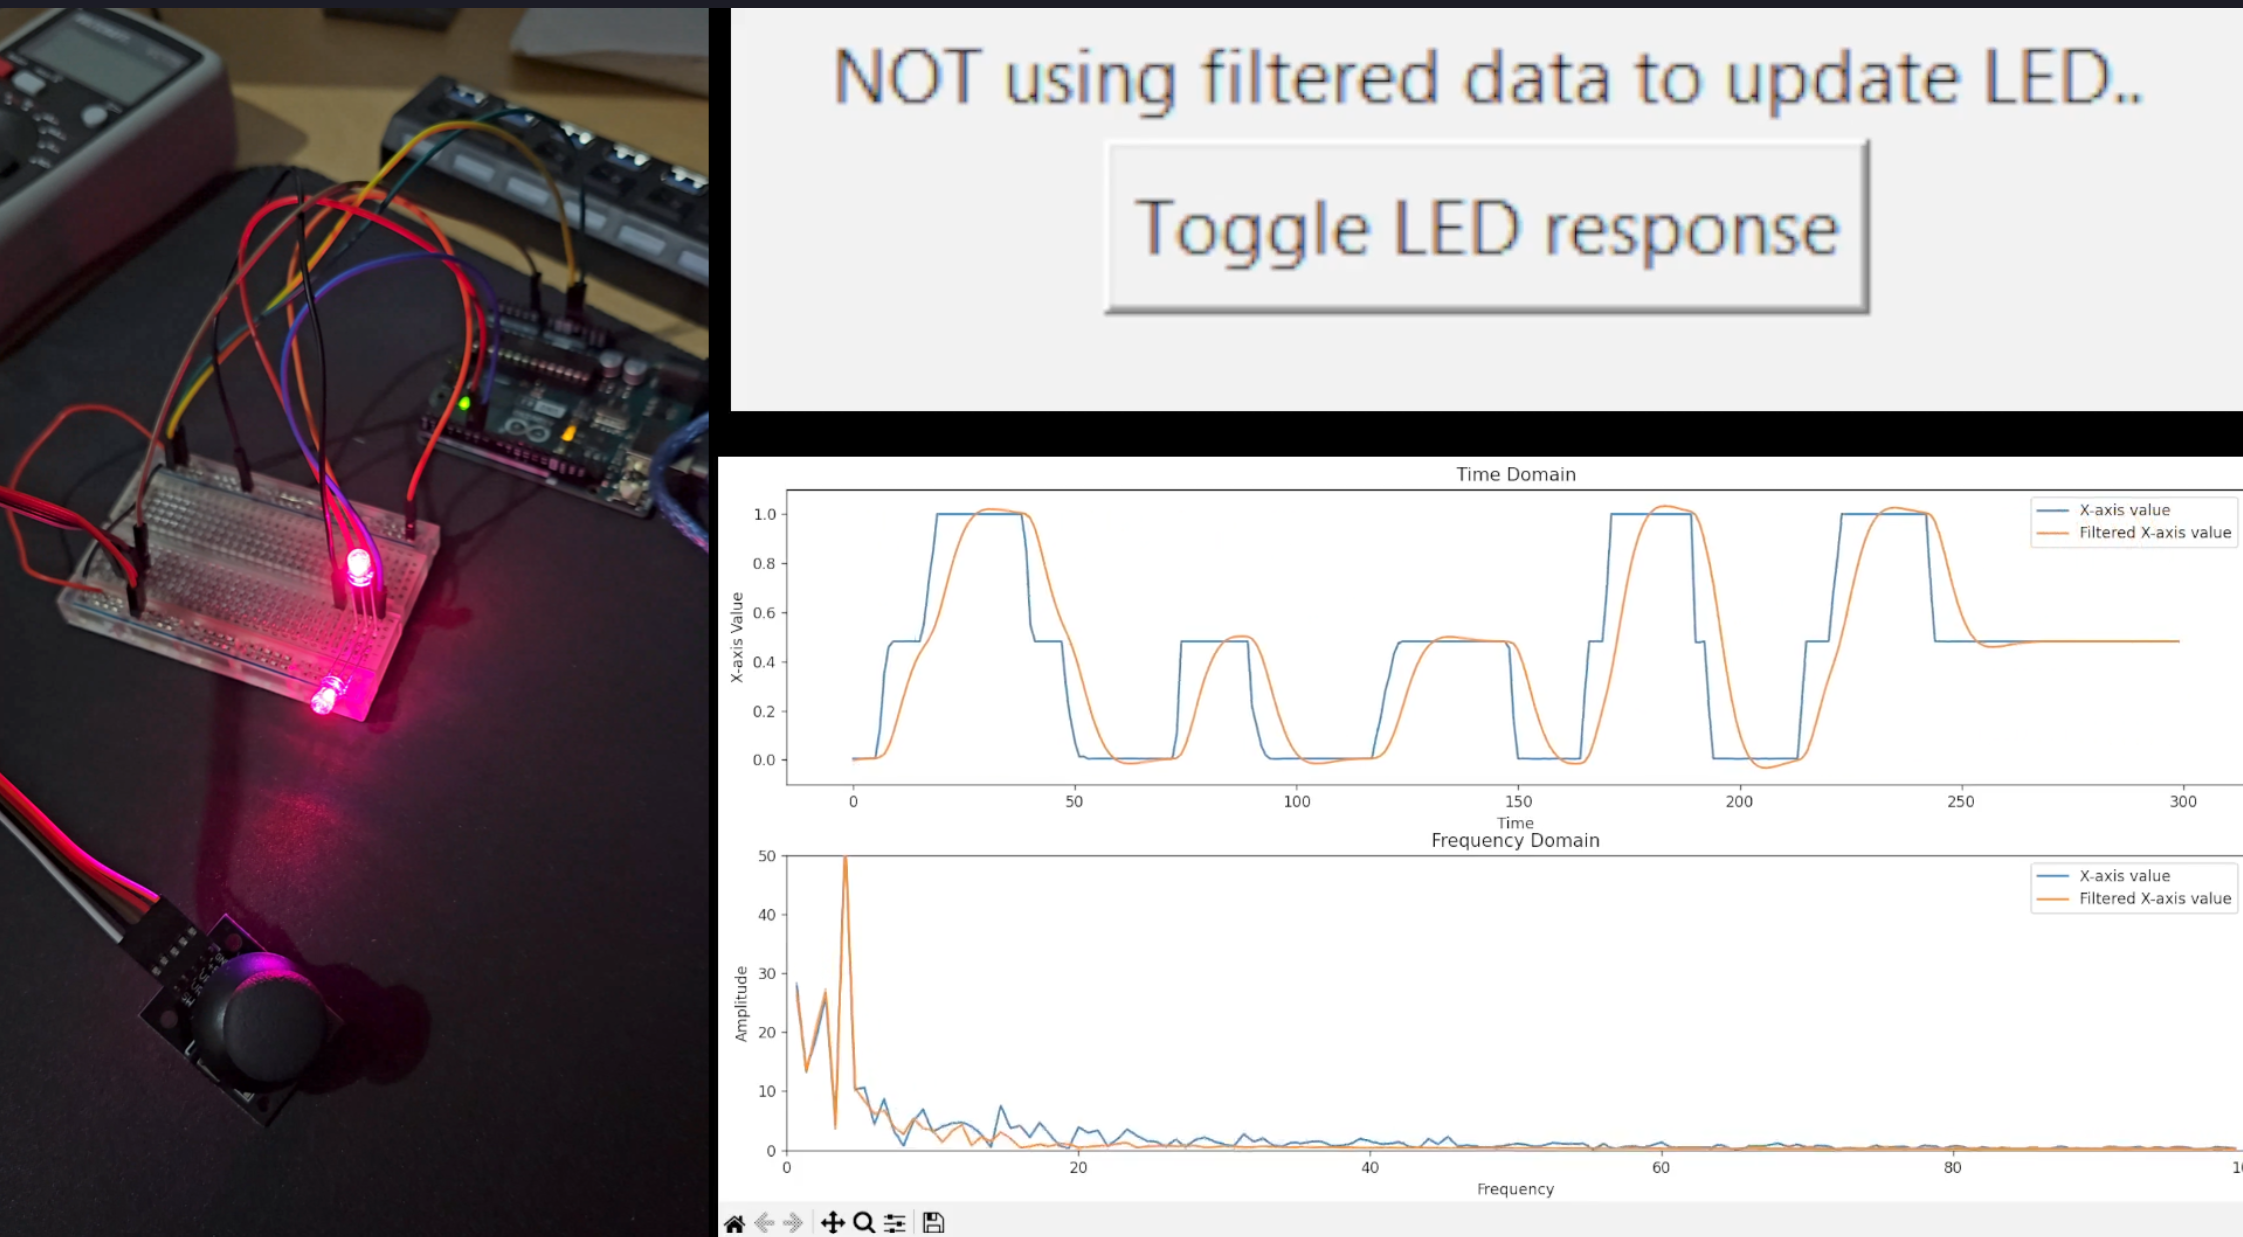 NOT using filtered data to update LED..
Toggle LED response
Time Domain
X-axis value
Filtered X-axis value
1.0
0.8
0.6
0.4
0.2
0.0
X-axis Value
0 50 100 150 200 250 300
Time
Frequency Domain
X-axis value
Filtered X-axis value
50
40
30
20
10
0
Amplitude
0 20 40 60 80
Frequency